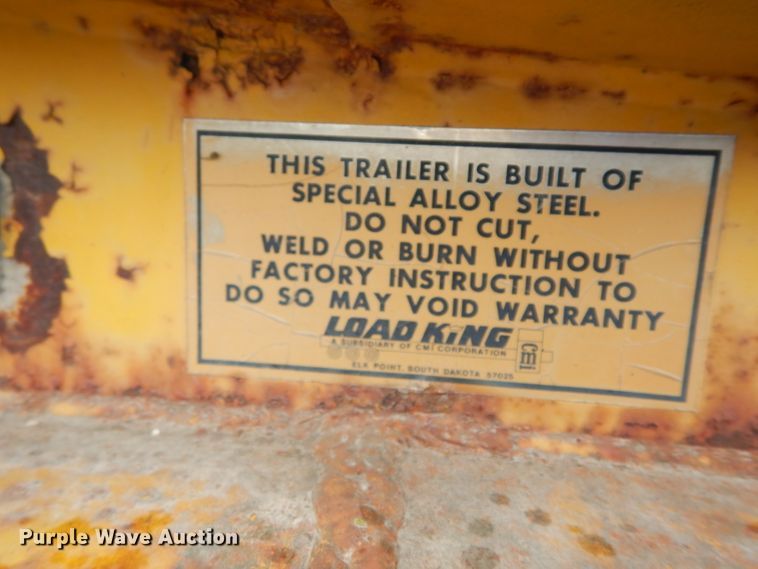 THIS TRAILER IS BUILT OF
SPECIAL ALLOY STEEL.
DO NOT CUT,
WELD OR BURN WITHOUT
FACTORY INSTRUCTION TO
DO SO MAY VOID WARRANTY
LOAD KING
A SUBSIDIARY OF CMI CORPORATION
ELK POINT, SOUTH DAKOTA 57025
Purple Wave Auction